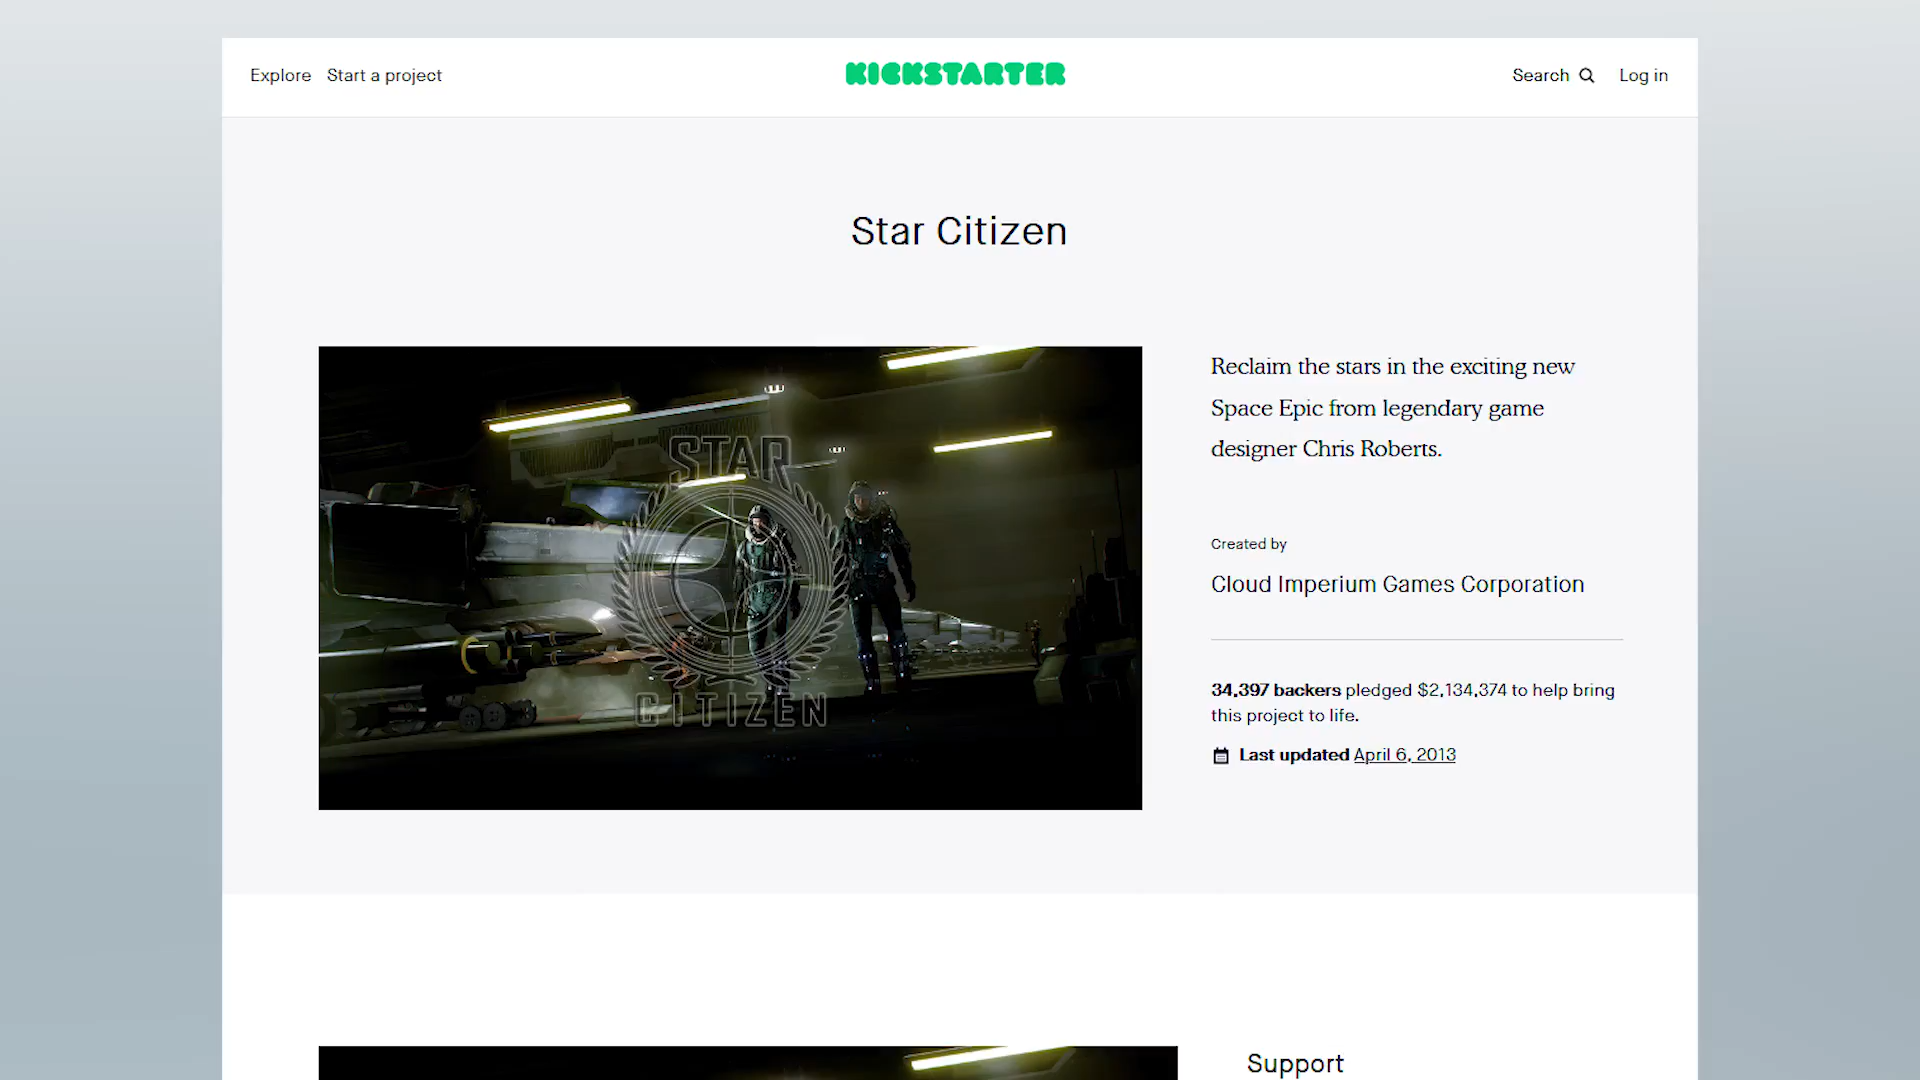 Explore Start a project KICKSTARTER Search Log in
Star Citizen
STAR
CITIZEN
Reclaim the stars in the exciting new
Space Epic from legendary game
designer Chris Roberts.
Created by
Cloud Imperium Games Corporation
34,397 backers pledged $2,134,374 to help bring
this project to life.
Last updated April 6, 2013
Support